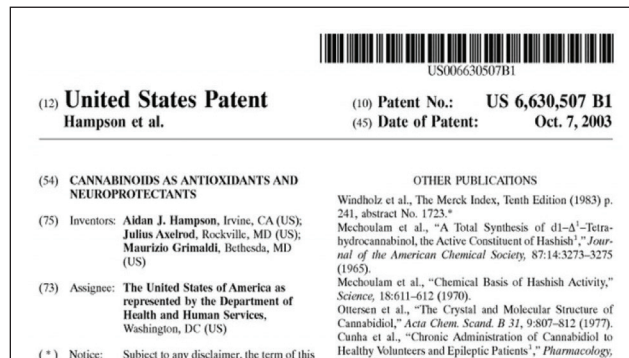 US006630507B1
(12) United States Patent
Hampson et al.
(10) Patent No.: US 6,630,507 B1
(45) Date of Patent: Oct. 7, 2003
(54) CANNABINOIDS AS ANTIOXIDANTS AND
NEUROPROTECTANTS
(75) Inventors: Aidan J. Hampson, Irvine, CA (US);
Julius Axelrod, Rockville, MD (US);
Maurizio Grimaldi, Bethesda, MD
(US)
(73) Assignee: The United States of America as
represented by the Department of
Health and Human Services,
Washington, DC (US)
(*) Notice: Subject to any disclaimer, the term of this
OTHER PUBLICATIONS
Windholz et al., The Merck Index, Tenth Edition (1983) p.
241, abstract No. 1723.*
Mechoulam et al., “A Total Synthesis of d1–Δ¹–Tetra-
hydrocannabinol, the Active Constituent of Hashish¹,” Jour-
nal of the American Chemical Society, 87:14:3273–3275
(1965).
Mechoulam et al., “Chemical Basis of Hashish Activity,”
Science, 18:611–612 (1970).
Ottersen et al., “The Crystal and Molecular Structure of
Cannabidiol,” Acta Chem. Scand. B 31, 9:807–812 (1977).
Cunha et al., “Chronic Administration of Cannabidiol to
Healthy Volunteers and Epileptic Patients¹,” Pharmacology,